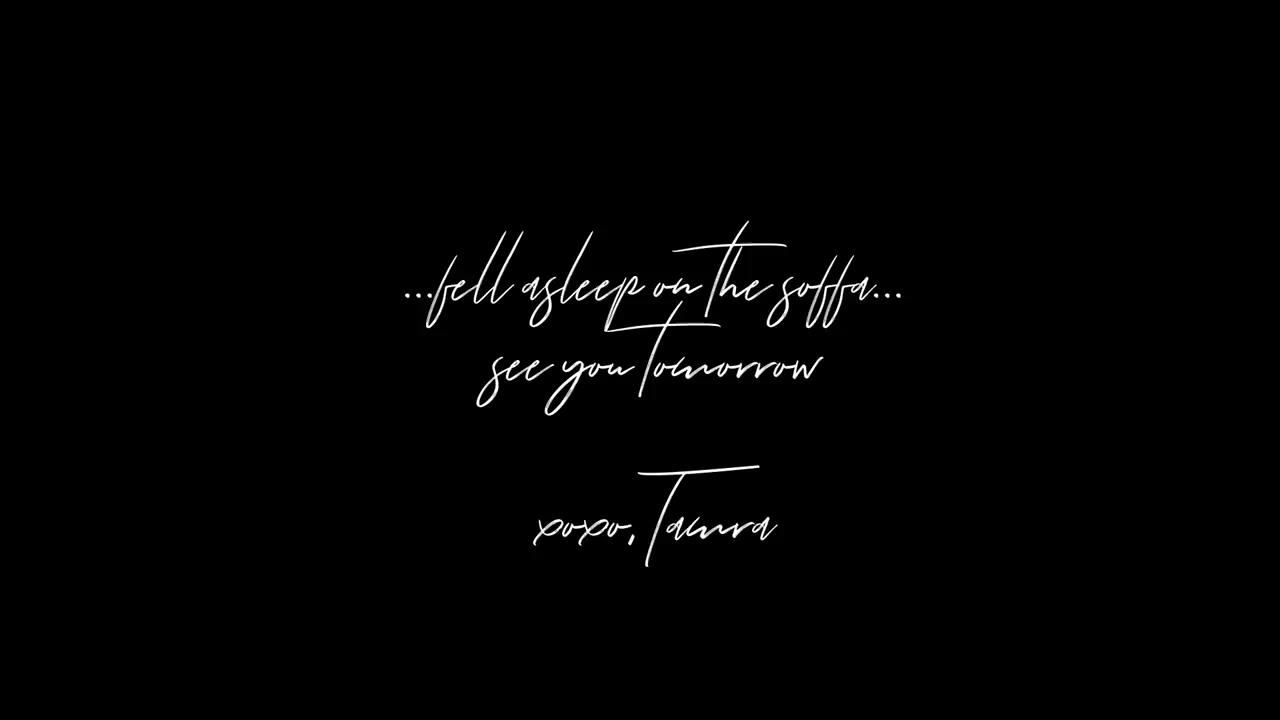 ...fell asleep on the soffa...
see you tomorrow
xoxo, Tamra